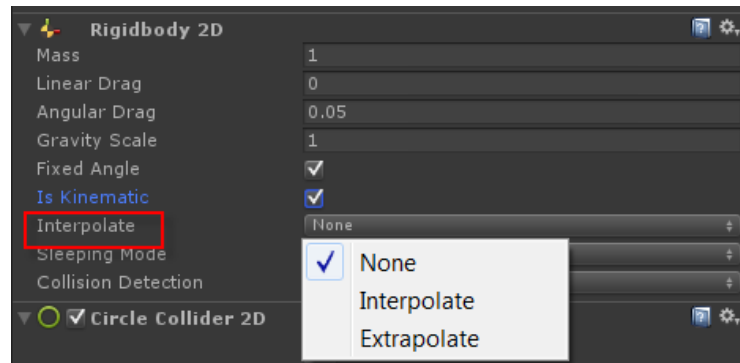 Rigidbody 2D
Mass 1
Linear Drag 0
Angular Drag 0.05
Gravity Scale 1
Fixed Angle
Is Kinematic
Interpolate None
Sleeping Mode
Collision Detection
None
Interpolate
Extrapolate
Circle Collider 2D